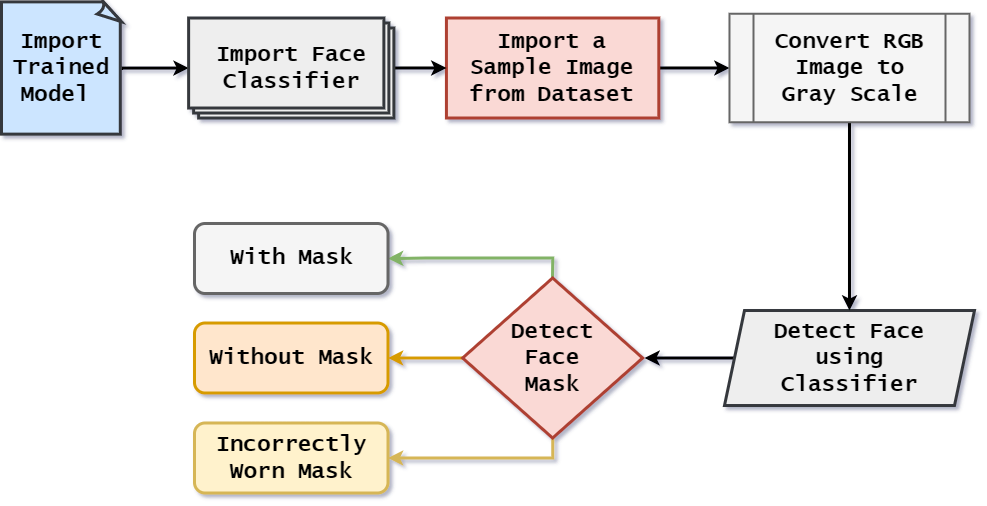 Import
Trained
Model
Import Face
Classifier
Import a
Sample Image
from Dataset
Convert RGB
Image to
Gray Scale
Detect Face
using
Classifier
Detect
Face
Mask
With Mask
Without Mask
Incorrectly
Worn Mask